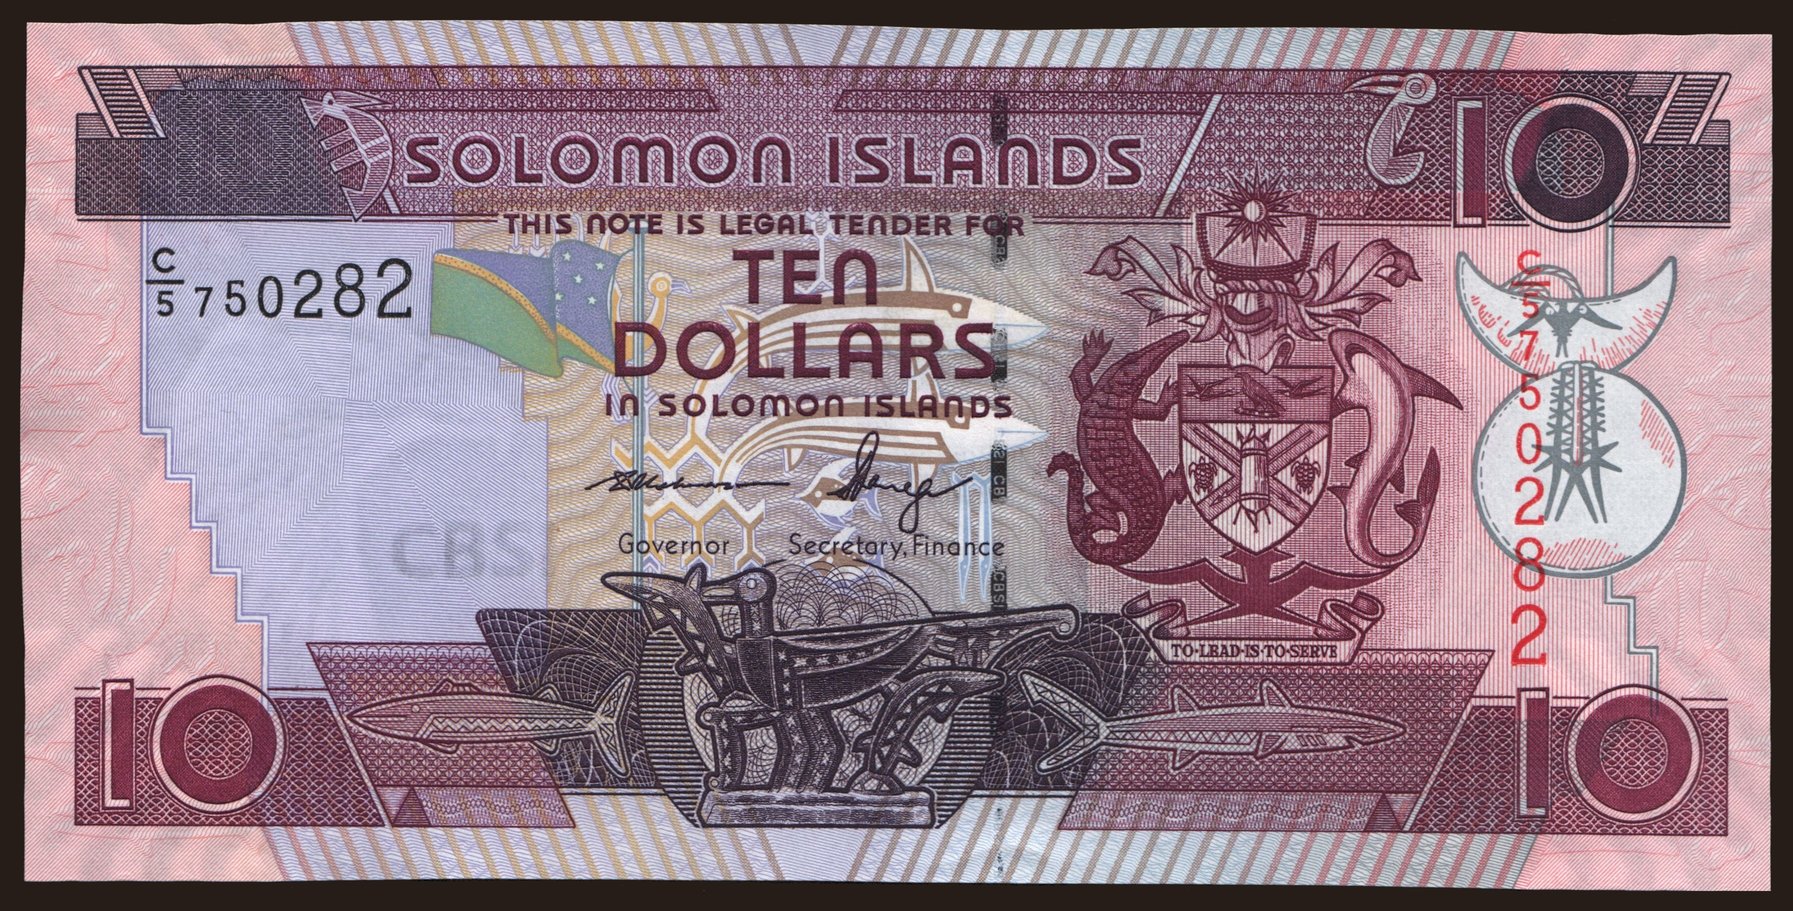 SOLOMON ISLANDS
10
THIS NOTE IS LEGAL TENDER FOR
TEN
DOLLARS
IN SOLOMON ISLANDS
C/5 750282
C/5 750282
Governor
Secretary, Finance
CBSI
CBS
TO·LEAD·IS·TO·SERVE
10
10